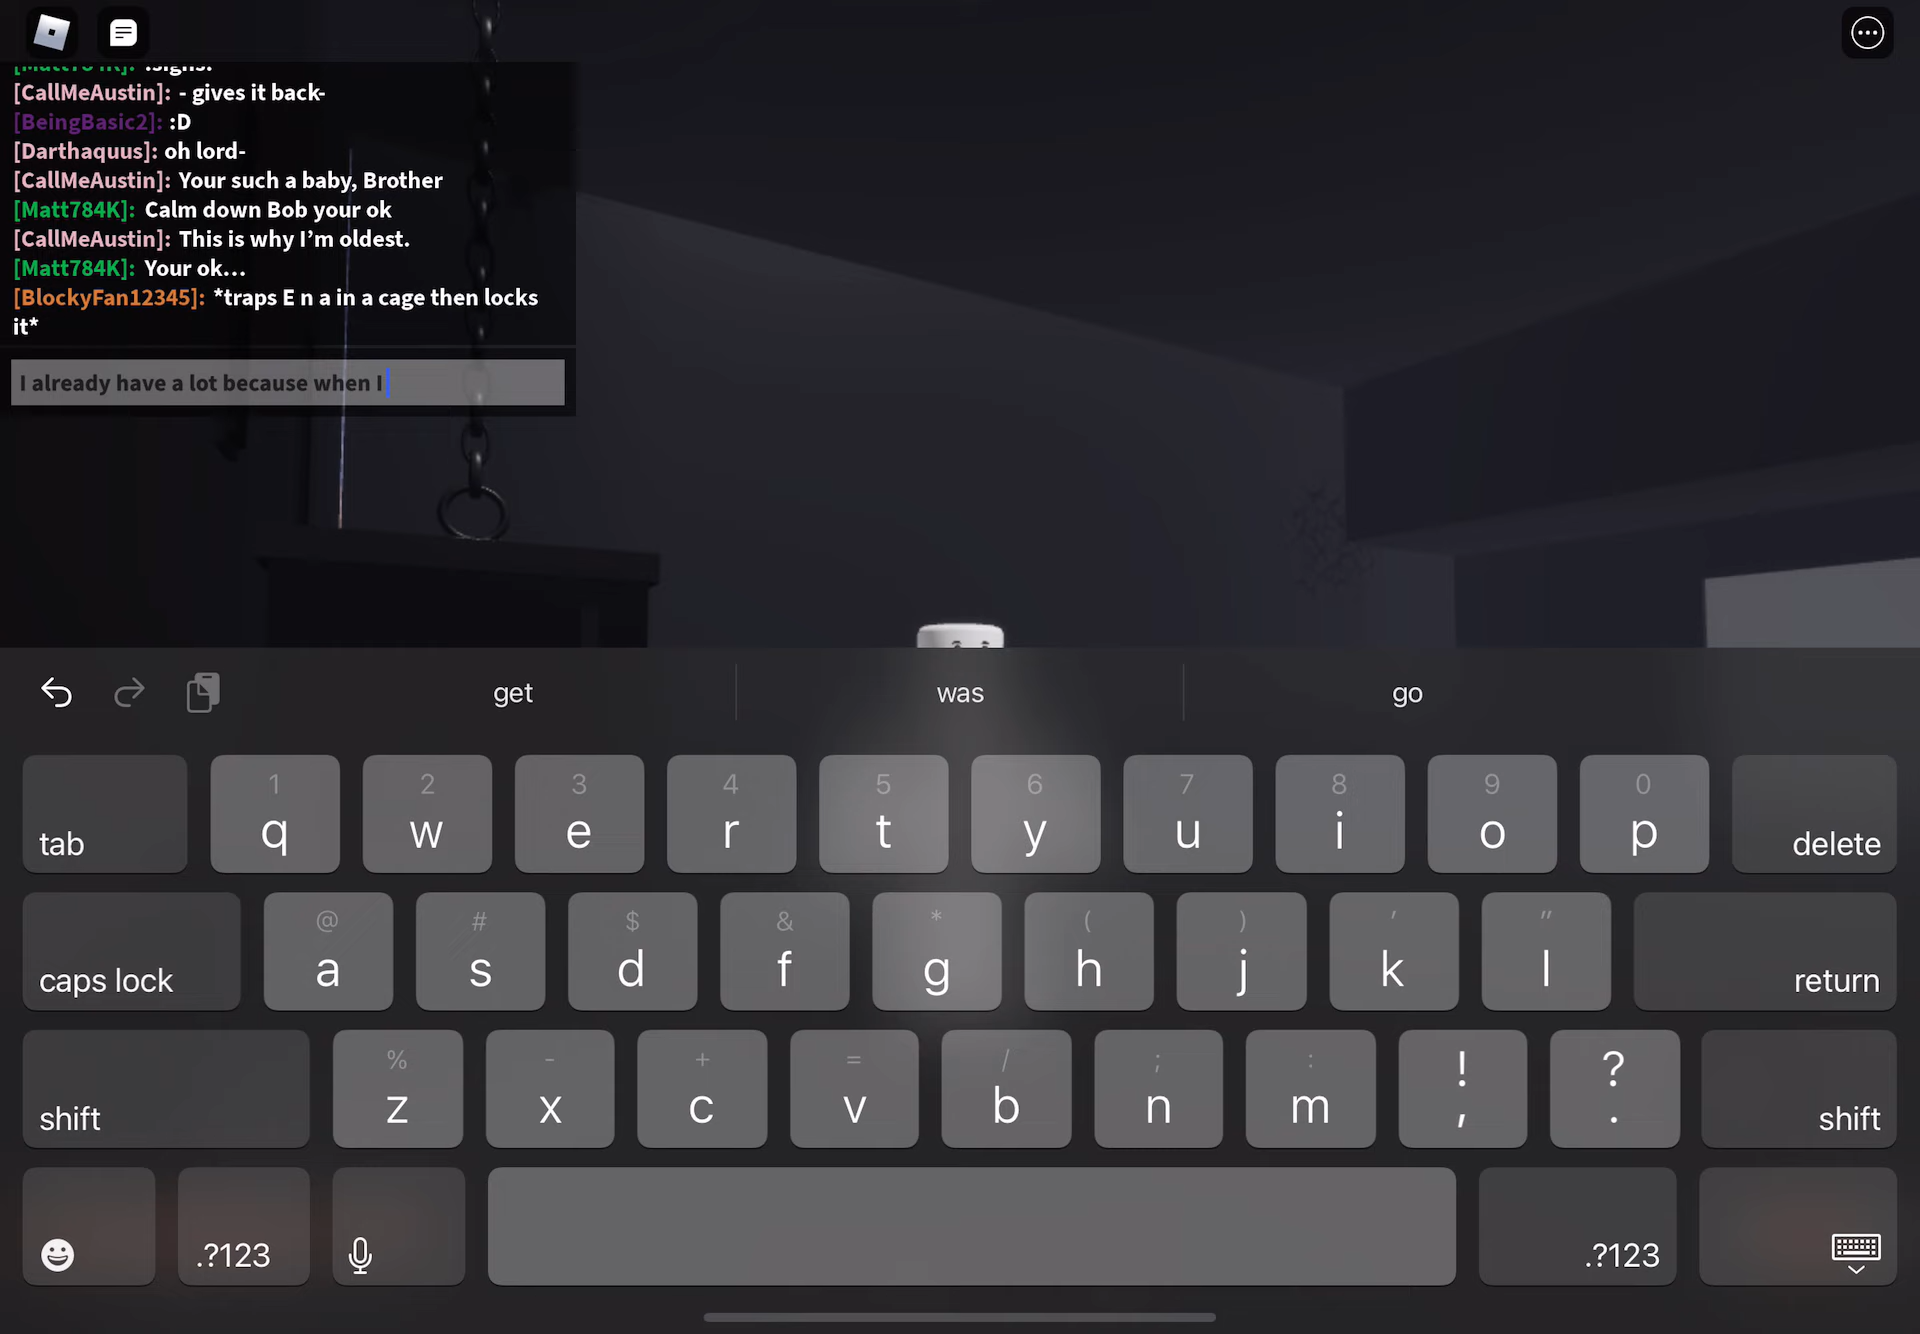 [Matt784K]: :signs:
[CallMeAustin]: - gives it back-
[BeingBasic2]: :D
[Darthaquus]: oh lord-
[CallMeAustin]: Your such a baby, Brother
[Matt784K]: Calm down Bob your ok
[CallMeAustin]: This is why I'm oldest.
[Matt784K]: Your ok...
[BlockyFan12345]: *traps E n a in a cage then locks
it*
I already have a lot because when I
get was go
1 2 3 4 5 6 7 8 9 0
tab q w e r t y u i o p delete
@ # $ & * ( ) ' "
caps lock a s d f g h j k l return
% - + = / ; : ! ?
shift z x c v b n m , . shift
.?123 .?123